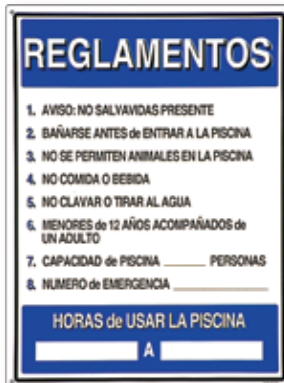 REGLAMENTOS
1. AVISO: NO SALVAVIDAS PRESENTE
2. BAÑARSE ANTES de ENTRAR A LA PISCINA
3. NO SE PERMITEN ANIMALES EN LA PISCINA
4. NO COMIDA O BEBIDA
5. NO CLAVAR O TIRAR AL AGUA
6. MENORES de 12 AÑOS ACOMPAÑADOS de
UN ADULTO
7. CAPACIDAD de PISCINA ______ PERSONAS
8. NUMERO de EMERGENCIA ______________
HORAS de USAR LA PISCINA
A